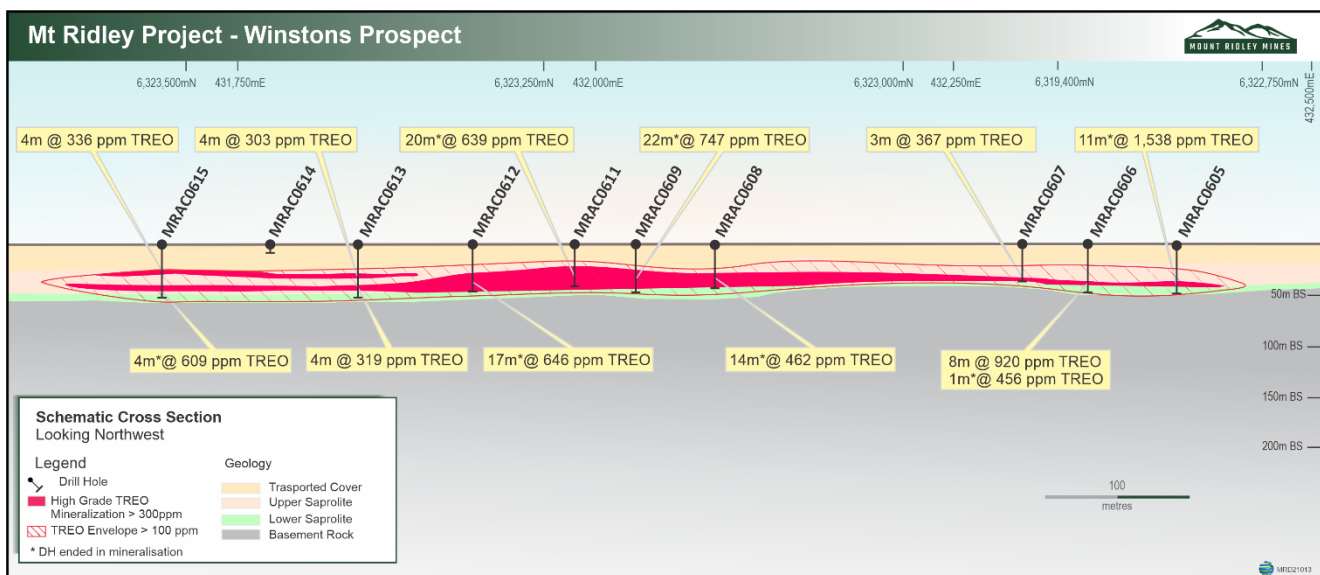 Mt Ridley Project - Winstons Prospect
MOUNT RIDLEY MINES
6,323,500mN
431,750mE
6,323,250mN
432,000mE
6,323,000mN
432,250mE
6,319,400mN
6,322,750mN
432,500mE
4m @ 336 ppm TREO
4m @ 303 ppm TREO
20m*@ 639 ppm TREO
22m*@ 747 ppm TREO
3m @ 367 ppm TREO
11m*@ 1,538 ppm TREO
MRAC0615
MRAC0614
MRAC0613
MRAC0612
MRAC0611
MRAC0609
MRAC0608
MRAC0607
MRAC0606
MRAC0605
50m BS
100m BS
150m BS
200m BS
4m*@ 609 ppm TREO
4m @ 319 ppm TREO
17m*@ 646 ppm TREO
14m*@ 462 ppm TREO
8m @ 920 ppm TREO
1m*@ 456 ppm TREO
Schematic Cross Section
Looking Northwest
Legend
Drill Hole
High Grade TREO
Mineralization > 300ppm
TREO Envelope > 100 ppm
* DH ended in mineralisation
Geology
Trasported Cover
Upper Saprolite
Lower Saprolite
Basement Rock
100
metres
MRD21013